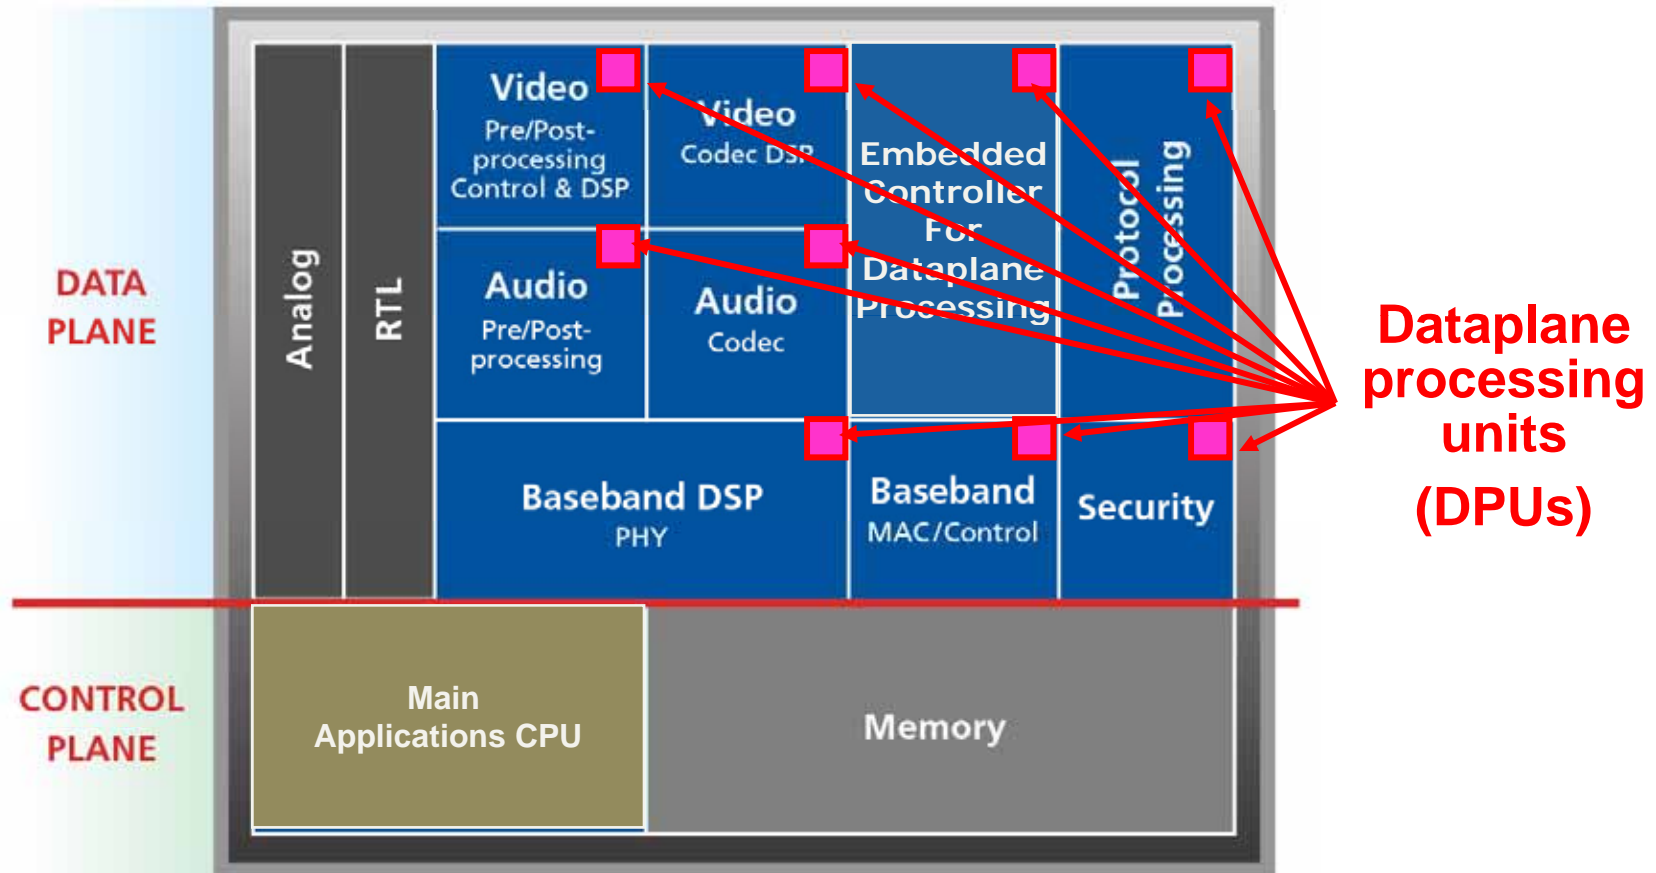 DATA
PLANE
Analog
RTL
Video
Pre/Post-
processing
Control & DSP
Video
Codec DSP
Embedded
Controller
For
Dataplane
Processing
Protocol
Processing
Audio
Pre/Post-
processing
Audio
Codec
Baseband DSP
PHY
Baseband
MAC/Control
Security
Dataplane
processing
units
(DPUs)
CONTROL
PLANE
Main
Applications CPU
Memory